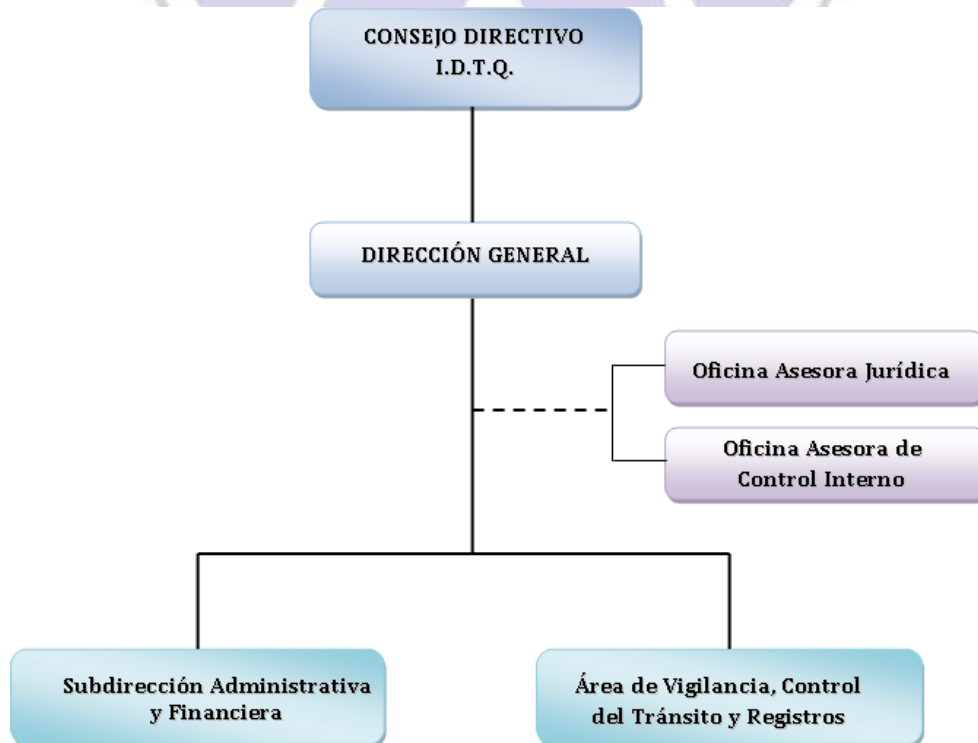 CONSEJO DIRECTIVO
I.D.T.Q.
DIRECCIÓN GENERAL
Oficina Asesora Jurídica
Oficina Asesora de
Control Interno
Subdirección Administrativa
y Financiera
Área de Vigilancia, Control
del Tránsito y Registros